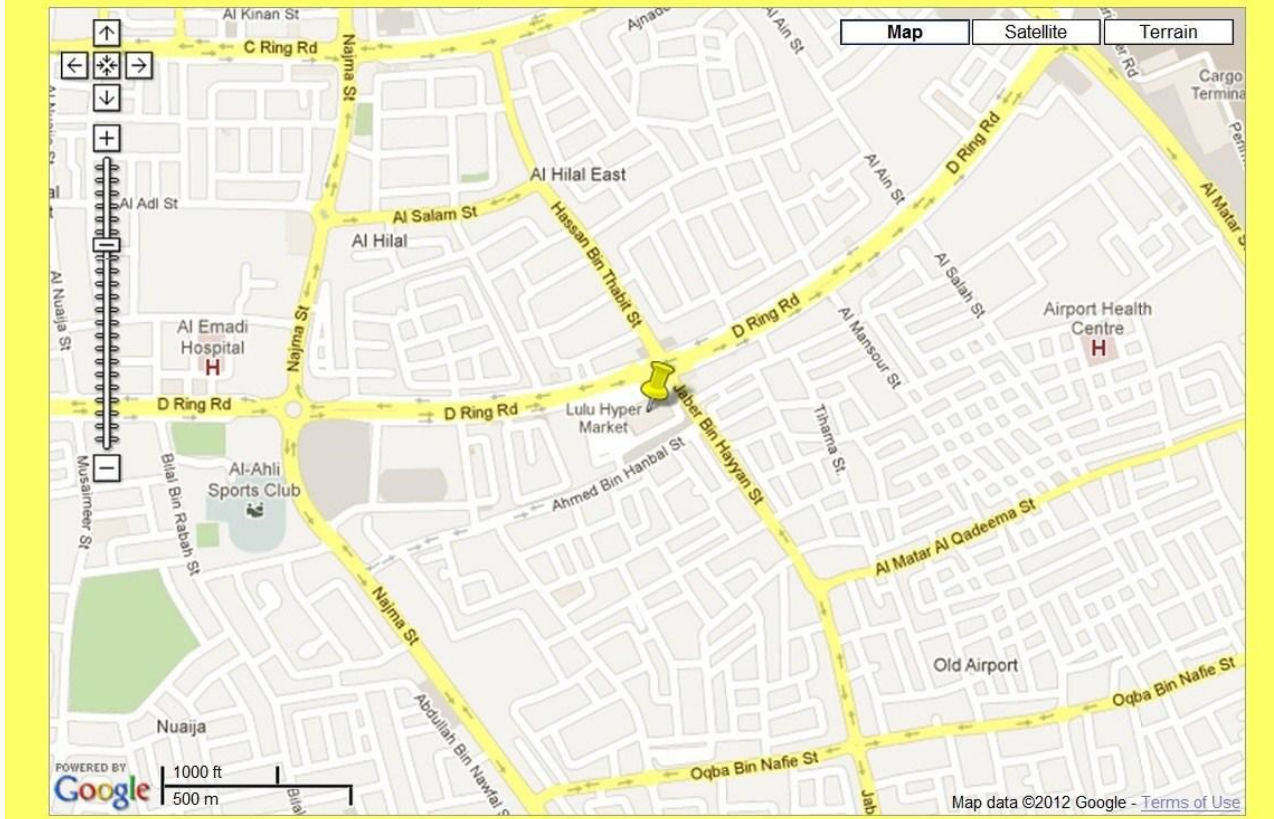 Al Kinan St
Map
Satellite
Terrain
C Ring Rd
Najma St
Al Ain St
Cargo
Al Hilal East
D Ring Rd
Al Ain St
Al Adl St
Al Salam St
Al Matar
Al Hilal
Hassan Bin Thabit St
Al Salah St
Al Nuaija St
Najma St
Al Emadi
Hospital
H
D Ring Rd
Al Mansour St
Airport Health
Centre
H
D Ring Rd
D Ring Rd
Lulu Hyper
Market
Jaber Bin Hayyan St
Tihama St
Musaimeer St
Bilal Bin Rabah St
Al-Ahli
Sports Club
Ahmed Bin Hanbal St
Al Matar Al Qadeema St
Najma St
Old Airport
Oqba Bin Nafie St
Nuaija
Abdullah Bin Nawfal S
Oqba Bin Nafie St
POWERED BY
Google
1000 ft
500 m
Bilal
Jab
Map data ©2012 Google - Terms of Use